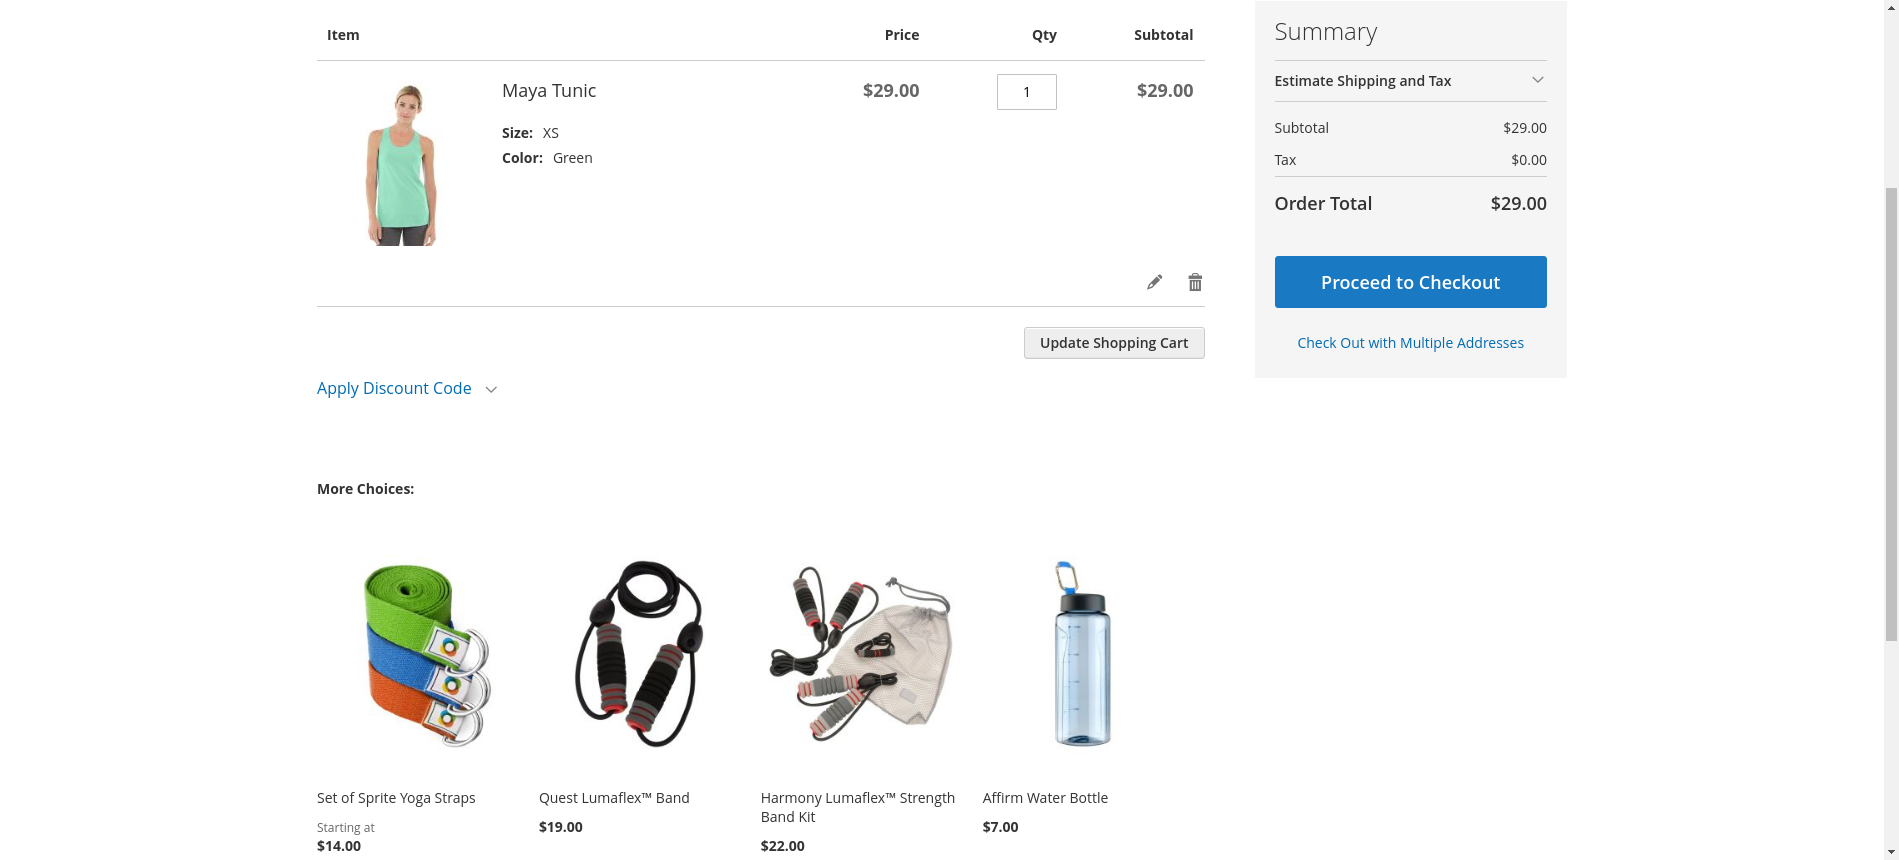 Item Price Qty Subtotal
Maya Tunic $29.00 1 $29.00
Size: XS
Color: Green
Update Shopping Cart
Apply Discount Code
Summary
Estimate Shipping and Tax
Subtotal $29.00
Tax $0.00
Order Total $29.00
Proceed to Checkout
Check Out with Multiple Addresses
More Choices:
Set of Sprite Yoga Straps
Starting at
$14.00
Quest Lumaflex™ Band
$19.00
Harmony Lumaflex™ Strength
Band Kit
$22.00
Affirm Water Bottle
$7.00